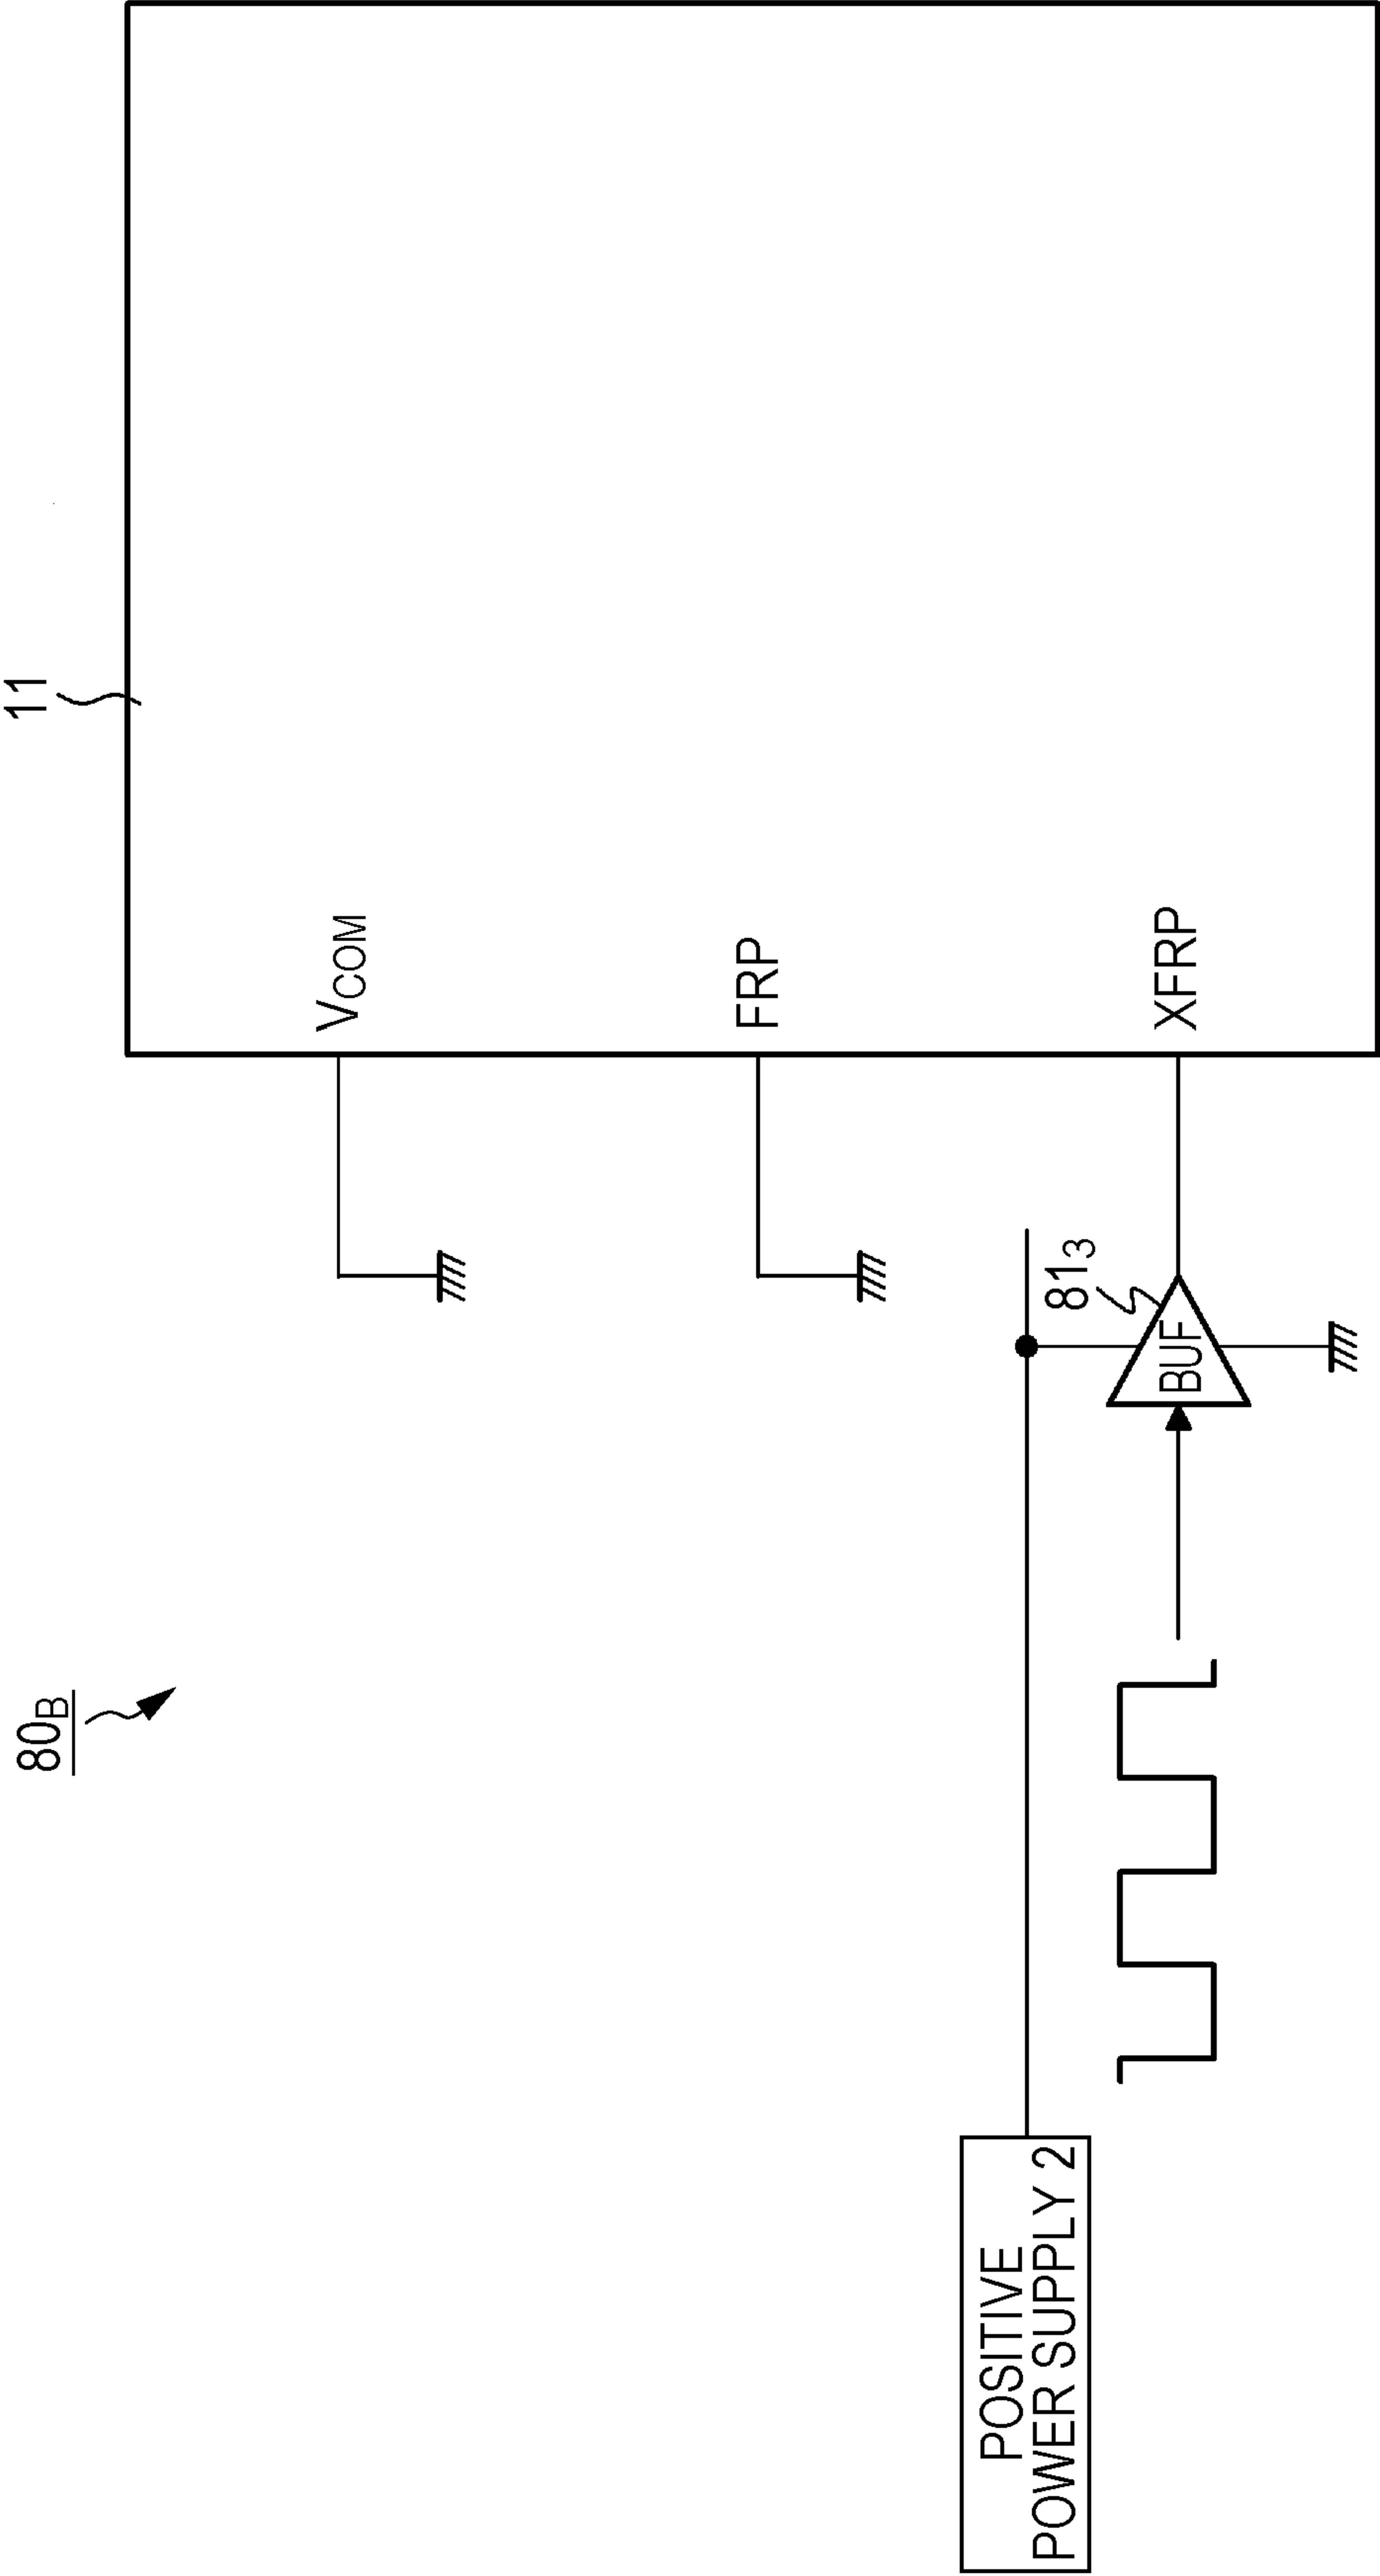 80B
11
VCOM
FRP
XFRP
813
BUF
POSITIVE
POWER SUPPLY 2